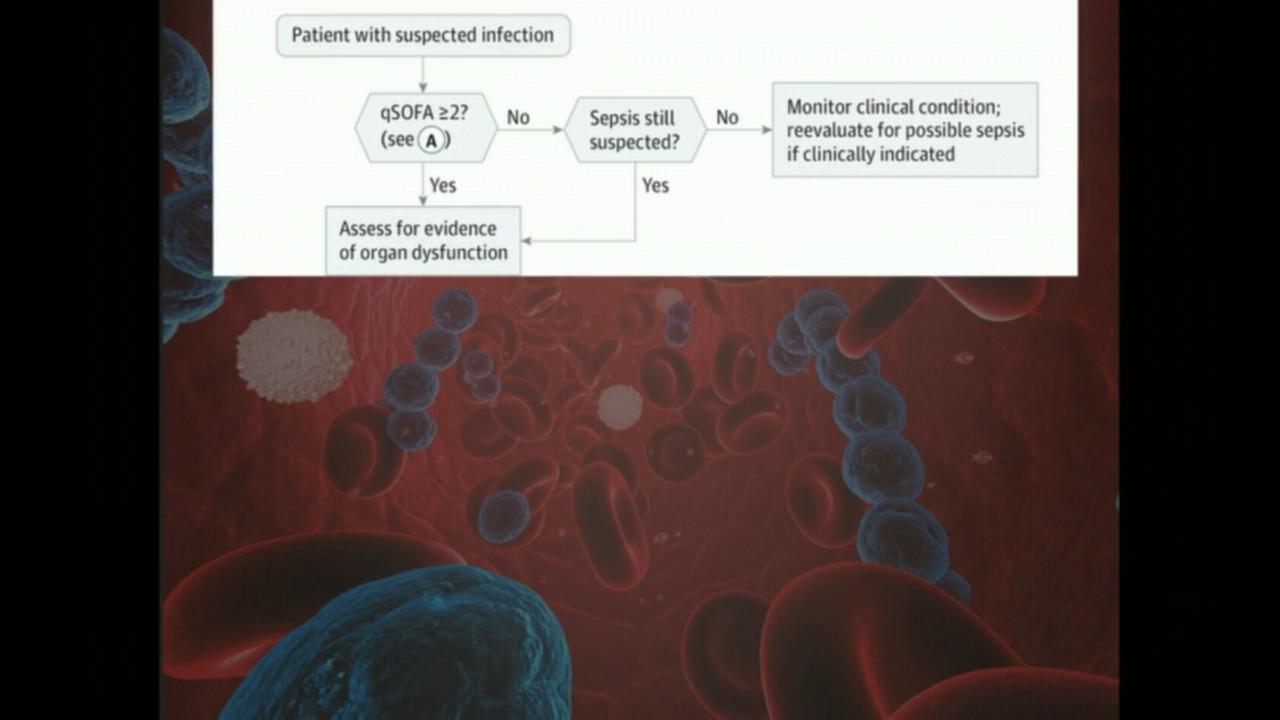 Patient with suspected infection
qSOFA ≥2?
(see A)
No
Sepsis still
suspected?
No
Monitor clinical condition;
reevaluate for possible sepsis
if clinically indicated
Yes
Yes
Assess for evidence
of organ dysfunction